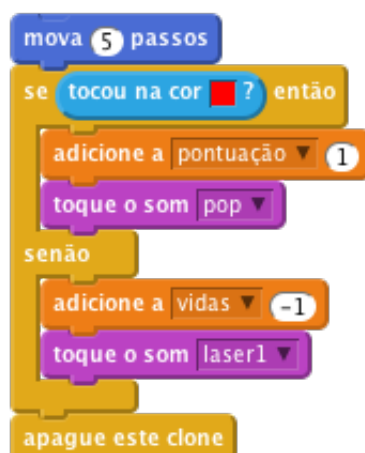 mova 5 passos
se tocou na cor ? então
adicione a pontuação 1
toque o som pop
senão
adicione a vidas -1
toque o som laser1
apague este clone